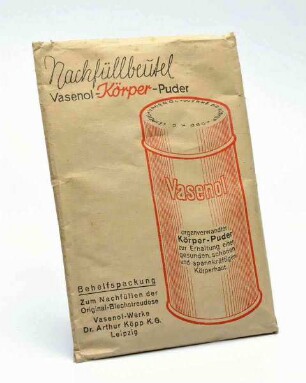 Nachfüllbeutel
Vasenol-Körper-Puder
Vasenol
organverwandter
Körper-Puder
zur Erhaltung einer
gesunden, schönen
und spannkräftigen
Körperhaut.
Behelfspackung
Zum Nachfüllen der
Original-Blechstreudose
Vasenol-Werke
Dr. Arthur Köpp K.G.
Leipzig